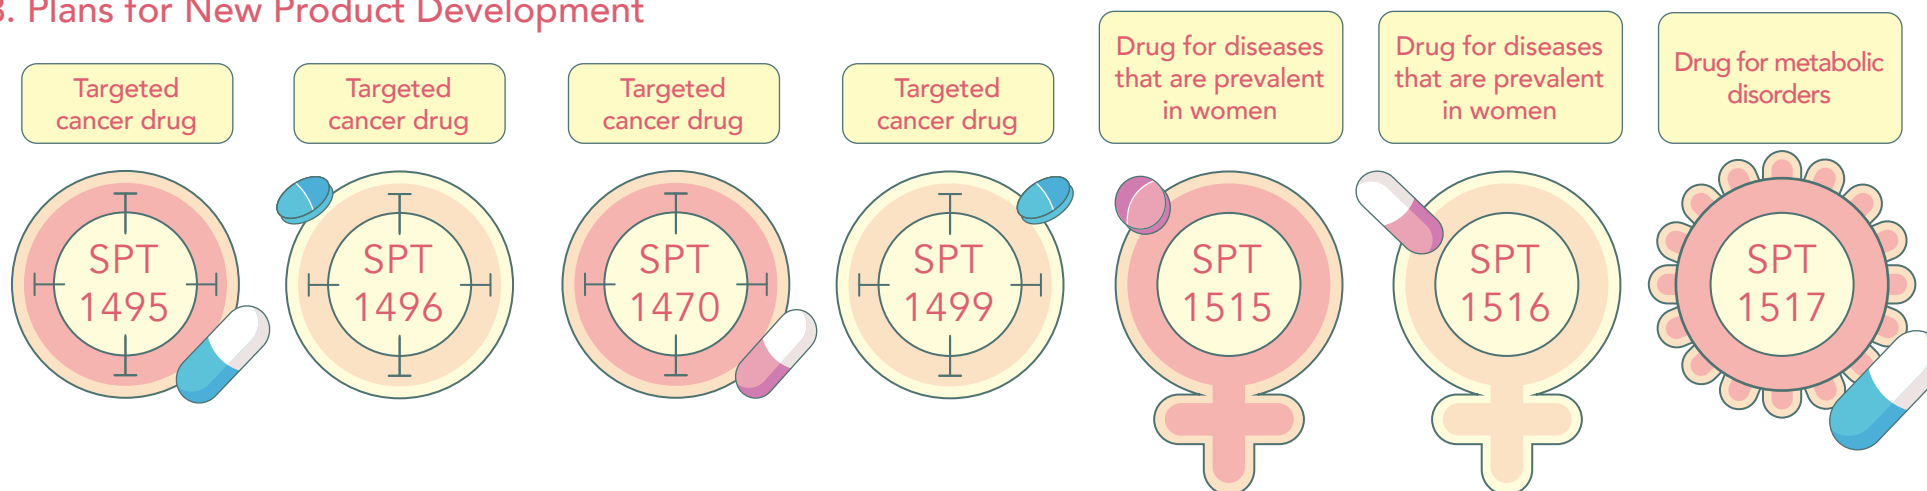 3. Plans for New Product Development
Targeted
cancer drug
Targeted
cancer drug
Targeted
cancer drug
Targeted
cancer drug
Drug for diseases
that are prevalent
in women
Drug for diseases
that are prevalent
in women
Drug for metabolic
disorders
SPT
1495
SPT
1496
SPT
1470
SPT
1499
SPT
1515
SPT
1516
SPT
1517